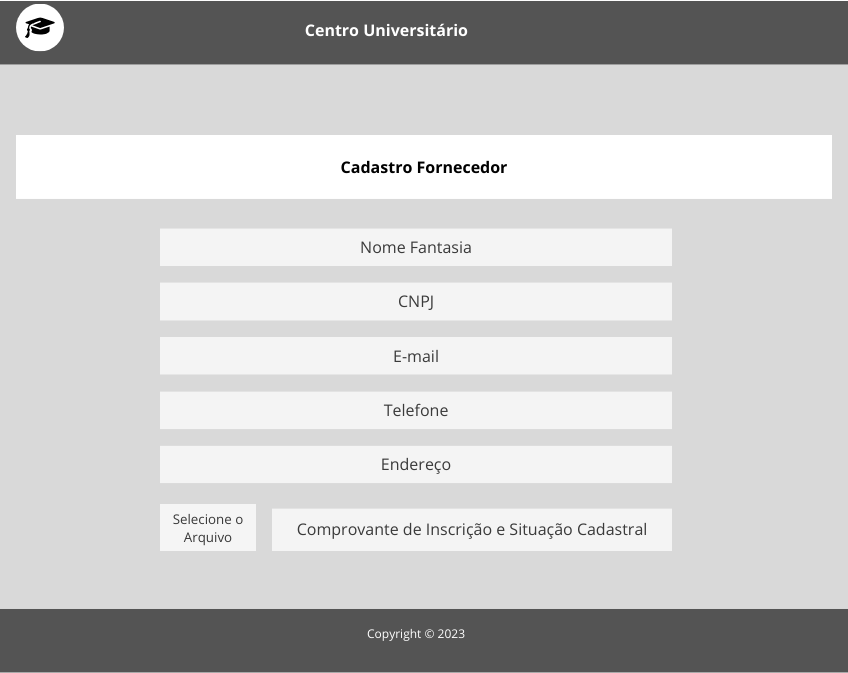 Centro Universitário
Cadastro Fornecedor
Nome Fantasia
CNPJ
E-mail
Telefone
Endereço
Selecione o
Arquivo
Comprovante de Inscrição e Situação Cadastral
Copyright © 2023